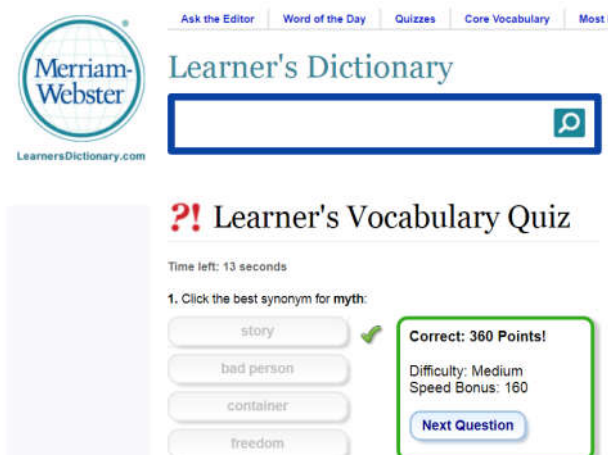 Ask the Editor Word of the Day Quizzes Core Vocabulary Most
Merriam-
Webster
®
LearnersDictionary.com
Learner's Dictionary
?! Learner's Vocabulary Quiz
Time left: 13 seconds
1. Click the best synonym for myth:
story
bad person
container
freedom
Correct: 360 Points!
Difficulty: Medium
Speed Bonus: 160
Next Question